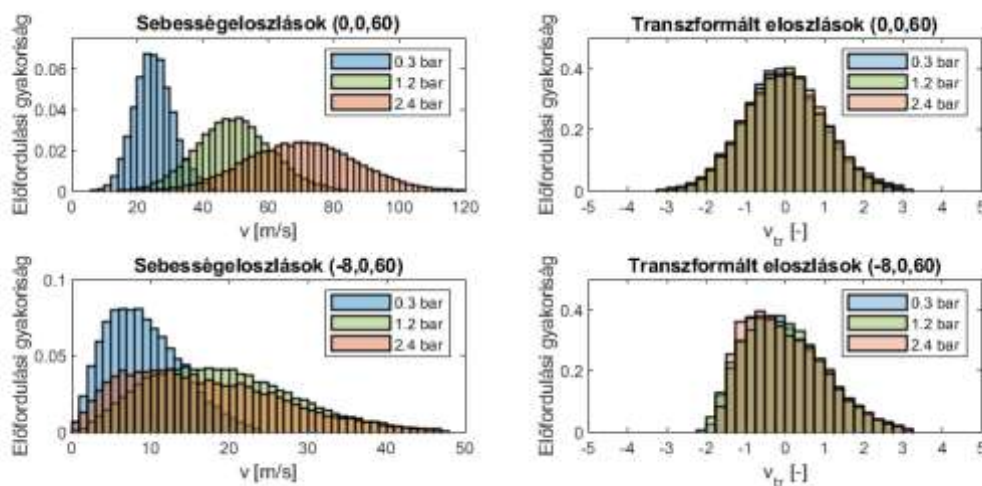 Sebességeloszlások (0,0,60)
Előfordulási gyakoriság
0.06
0.04
0.02
0
0.3 bar
1.2 bar
2.4 bar
0 20 40 60 80 100 120
v [m/s]
Transzformált eloszlások (0,0,60)
Előfordulási gyakoriság
0.4
0.2
0
0.3 bar
1.2 bar
2.4 bar
-5 -4 -3 -2 -1 0 1 2 3 4 5
v_tr [-]
Sebességeloszlások (-8,0,60)
Előfordulási gyakoriság
0.1
0.05
0
0.3 bar
1.2 bar
2.4 bar
0 10 20 30 40 50
v [m/s]
Transzformált eloszlások (-8,0,60)
Előfordulási gyakoriság
0.4
0.2
0
0.3 bar
1.2 bar
2.4 bar
-5 -4 -3 -2 -1 0 1 2 3 4 5
v_tr [-]